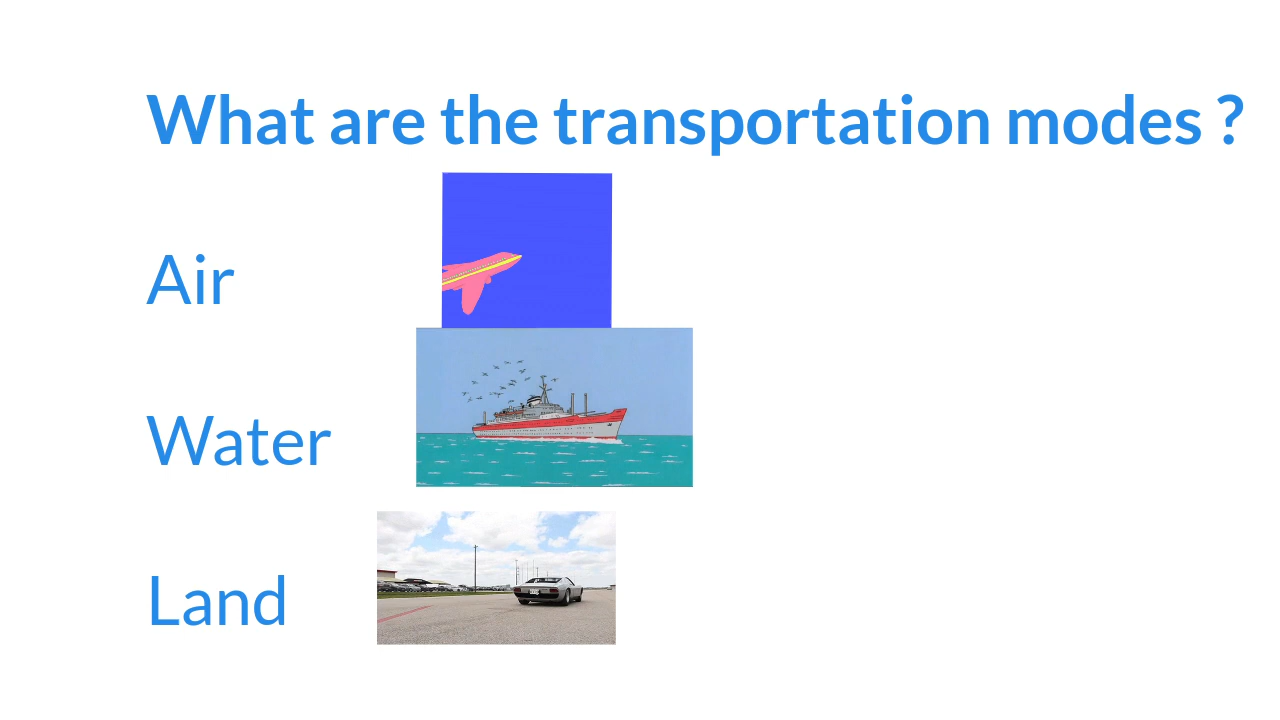 What are the transportation modes ?
Air
Water
Land